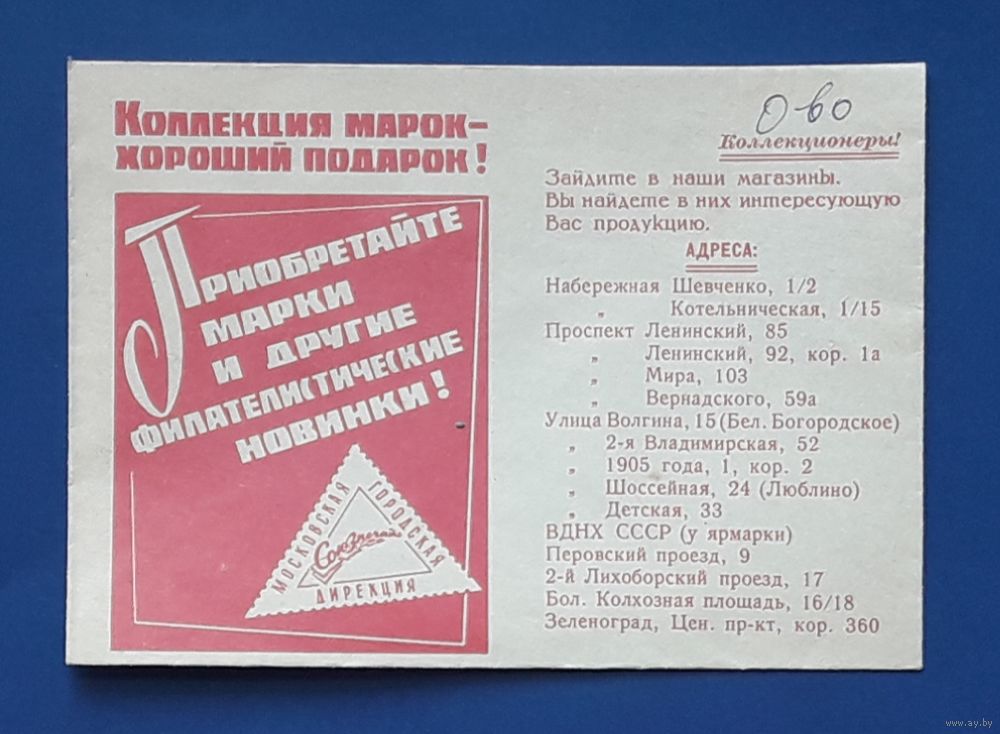 Коллекция марок-
хороший подарок!
Приобретайте
марки
и другие
филателистические
новинки!
Московская городская
дирекция
Союзпечать
Коллекционеры!
Зайдите в наши магазины.
Вы найдете в них интересующую
Вас продукцию.
АДРЕСА:
Набережная Шевченко, 1/2
„ Котельническая, 1/15
Проспект Ленинский, 85
„ Ленинский, 92, кор. 1а
„ Мира, 103
„ Вернадского, 59а
Улица Волгина, 15 (Бел. Богородское)
„ 2-я Владимирская, 52
„ 1905 года, 1, кор. 2
„ Шоссейная, 24 (Люблино)
„ Детская, 33
ВДНХ СССР (у ярмарки)
Перовский проезд, 9
2-й Лихоборский проезд, 17
Бол. Колхозная площадь, 16/18
Зеленоград, Цен. пр-кт, кор. 360
www.ay.by